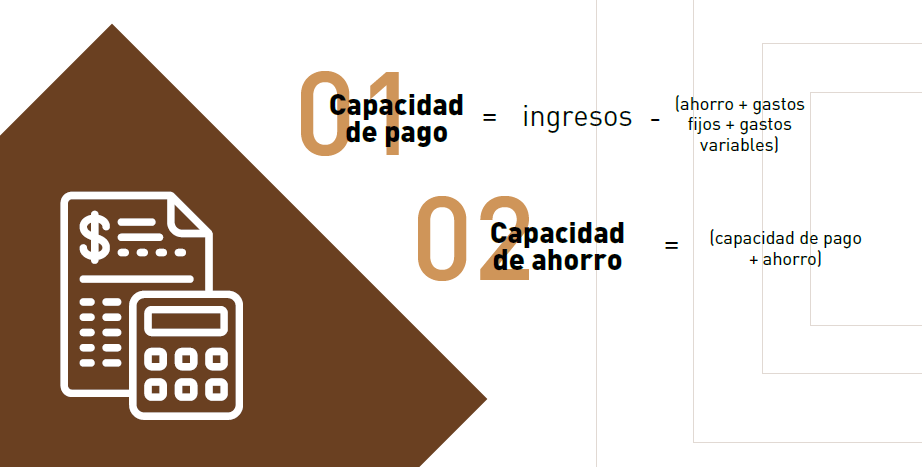 01
Capacidad
de pago
=
ingresos
-
(ahorro + gastos
fijos + gastos
variables)
02
Capacidad
de ahorro
=
(capacidad de pago
+ ahorro)
$